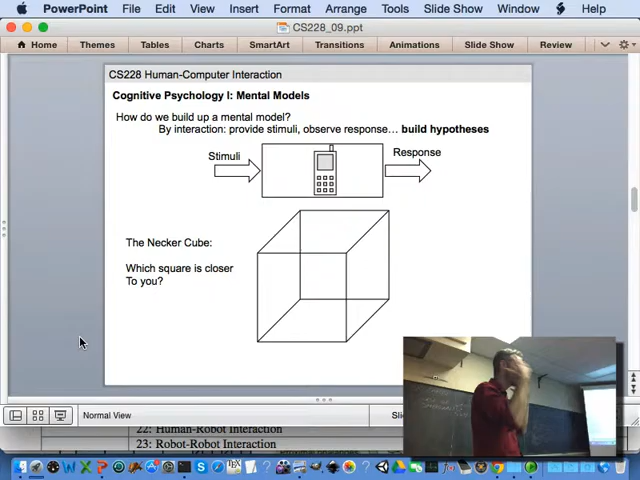 PowerPoint File Edit View Insert Format Arrange Tools Slide Show Window Help
CS228_09.ppt
Home Themes Tables Charts SmartArt Transitions Animations Slide Show Review
CS228 Human-Computer Interaction
Cognitive Psychology I: Mental Models
How do we build up a mental model?
By interaction: provide stimuli, observe response… build hypotheses
Stimuli
Response
The Necker Cube:
Which square is closer
To you?
Normal View
22: Human-Robot Interaction
23: Robot-Robot Interaction